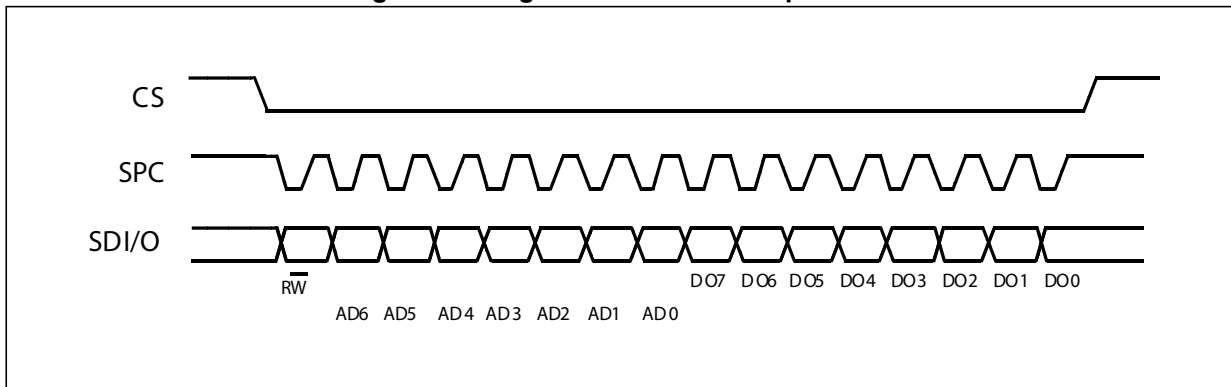 CS
SPC
SDI/O
RW
DO7 DO6 DO5 DO4 DO3 DO2 DO1 DO0
AD6 AD5 AD4 AD3 AD2 AD1 AD0